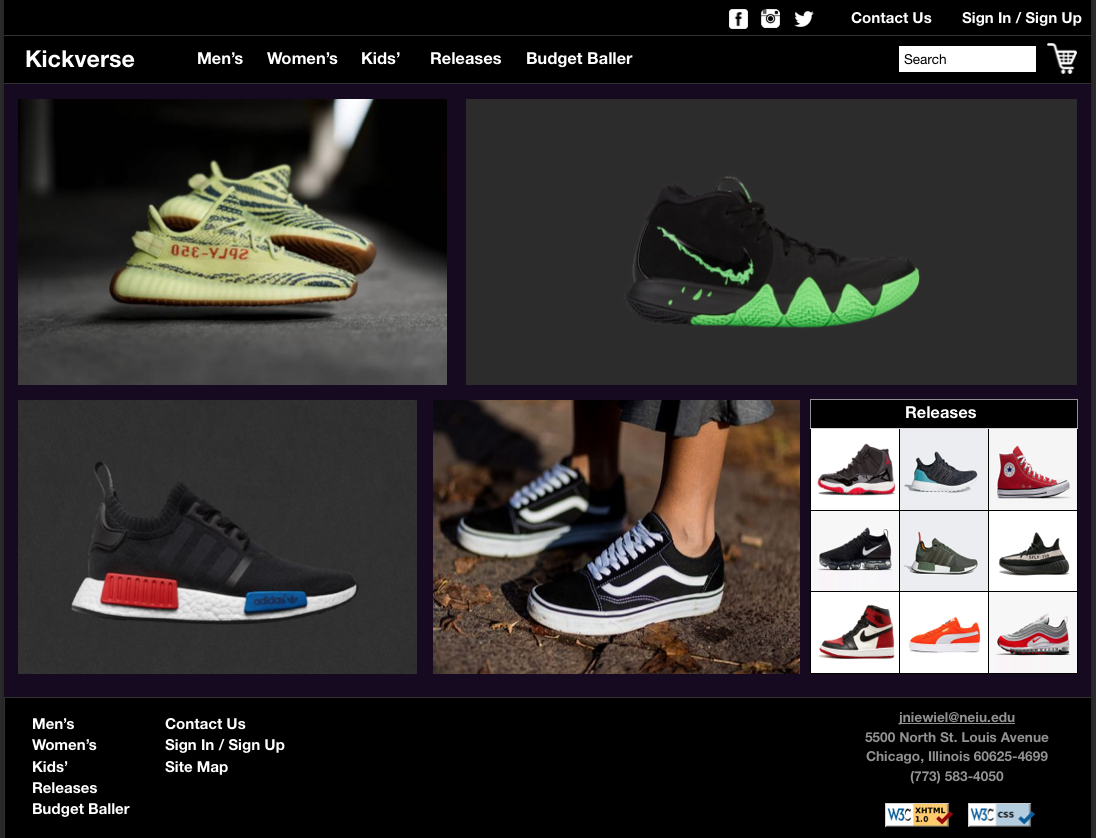 Contact Us
Sign In / Sign Up
Kickverse
Men’s
Women’s
Kids’
Releases
Budget Baller
Search
SPLY-350
adidas
Releases
Men’s
Women’s
Kids’
Releases
Budget Baller
Contact Us
Sign In / Sign Up
Site Map
jniewiel@neiu.edu
5500 North St. Louis Avenue
Chicago, Illinois 60625-4699
(773) 583-4050
W3C XHTML 1.0
W3C css